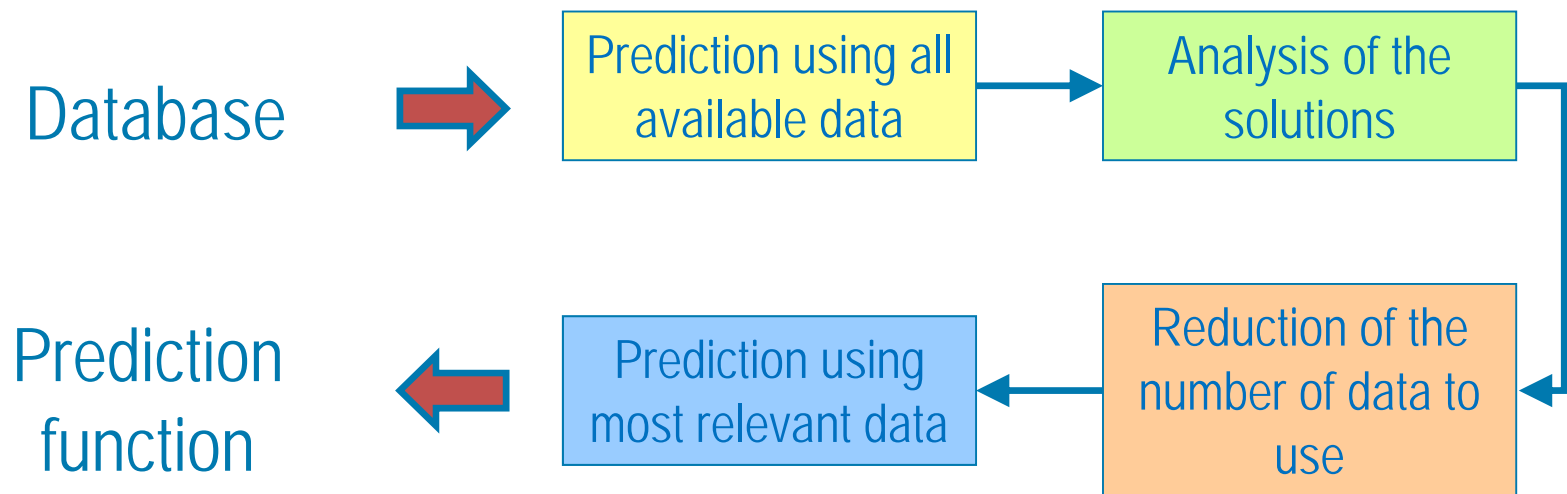 Database
Prediction using all
available data
Analysis of the
solutions
Reduction of the
number of data to
use
Prediction using
most relevant data
Prediction
function